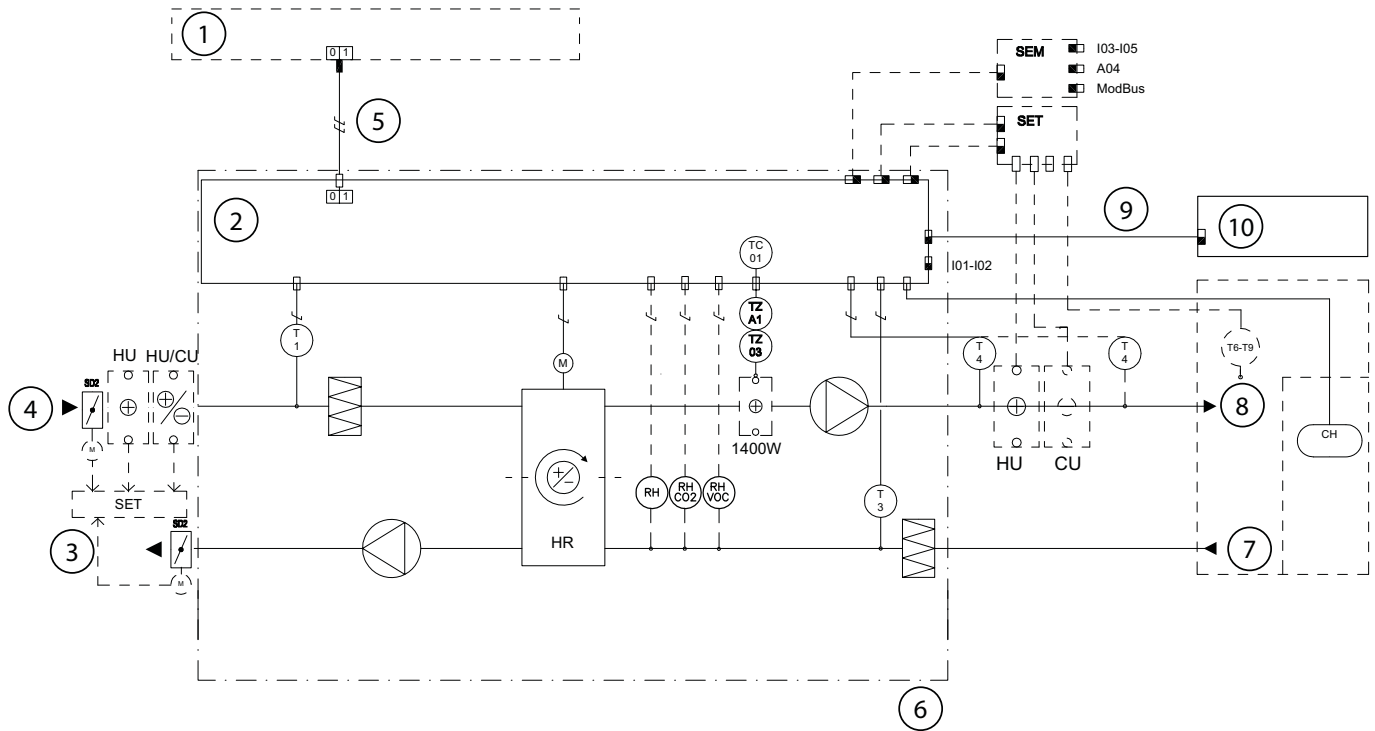 1
0 1
SEM
I03-I05
A04
ModBus
5
SET
0 1
2
9
10
TC
01
I01-I02
T
1
TZ
A1
TZ
03
T
4
T
4
T6-T9
HU
HU/CU
M
SD2
4
8
M
1400W
HU
CU
CH
SET
RH
RH
CO2
RH
VOC
T
3
3
SD2
HR
7
M
6